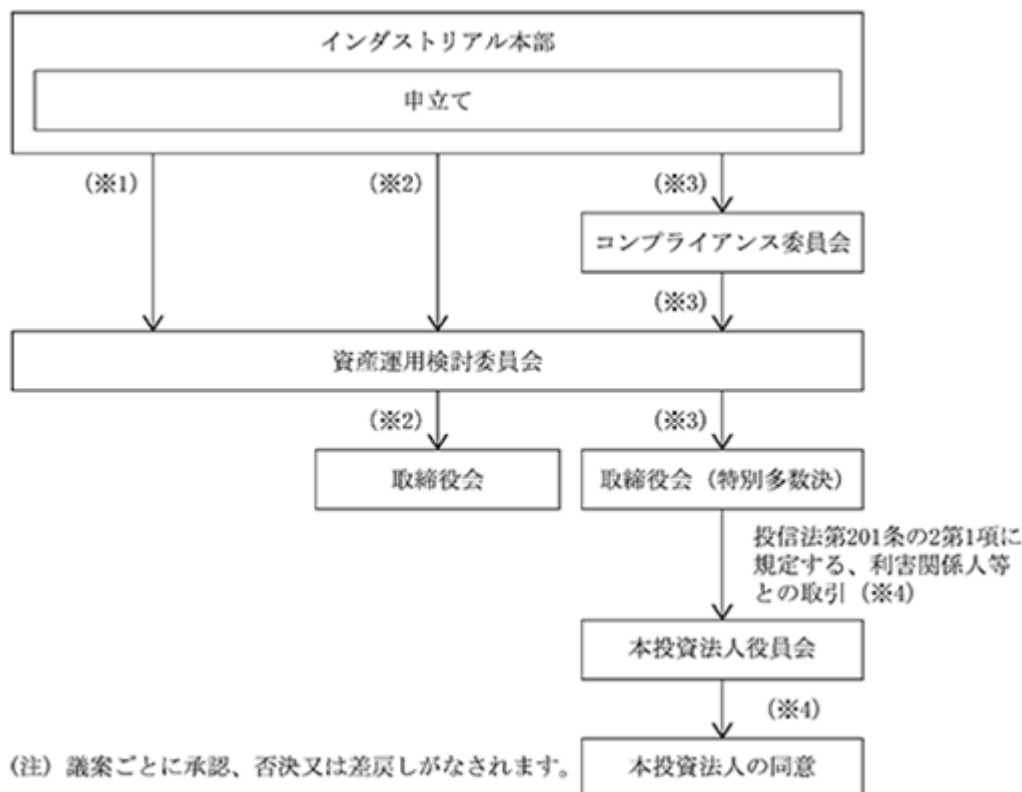 インダストリアル本部
申立て
(※1)
(※2)
(※3)
コンプライアンス委員会
(※3)
資産運用検討委員会
(※2)
(※3)
取締役会
取締役会（特別多数決）
投信法第201条の2第1項に
規定する、利害関係人等
との取引（※4）
本投資法人役員会
(※4)
(注) 議案ごとに承認、否決又は差戻しがなされます。
本投資法人の同意